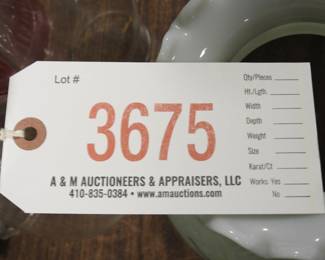 Lot #
3675
Qty/Pieces
Ht./Lgth.
Width
Depth
Weight
Size
Karat/Ct
Works: Yes
No
A & M AUCTIONEERS & APPRAISERS, LLC
410-835-0384 • www.amauctions.com